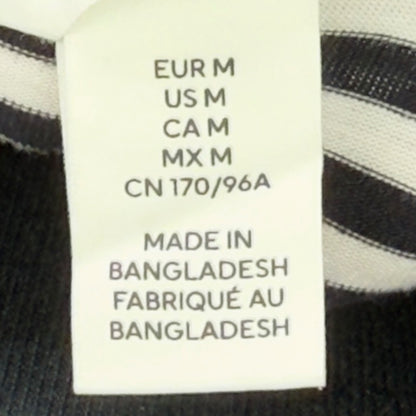 EUR M
US M
CA M
MX M
CN 170/96A
MADE IN
BANGLADESH
FABRIQUÉ AU
BANGLADESH